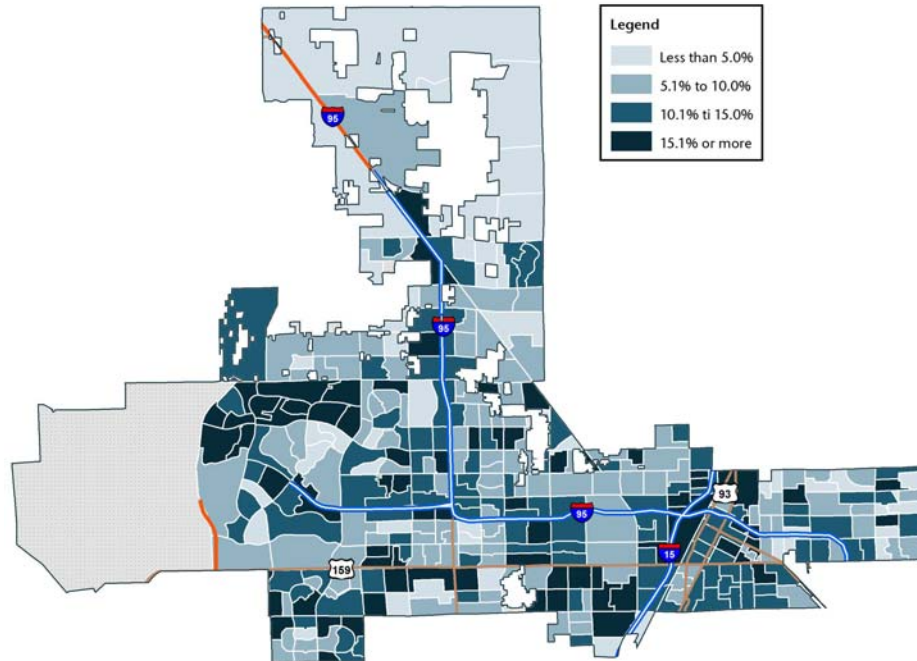 Legend
Less than 5.0%
5.1% to 10.0%
10.1% ti 15.0%
15.1% or more
95
95
93
95
15
159